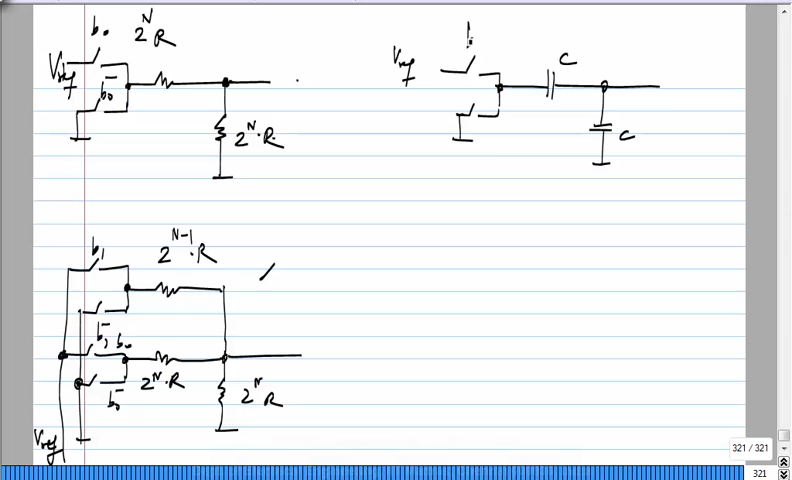 b₀ 2^N R
Vref
b̄₀
2^N·R
b
C
Vref
C
2^(N-1)·R
b₁
b̄₁ b₀
2^N·R
b̄₀
2^N R
Vref
321 / 321
321